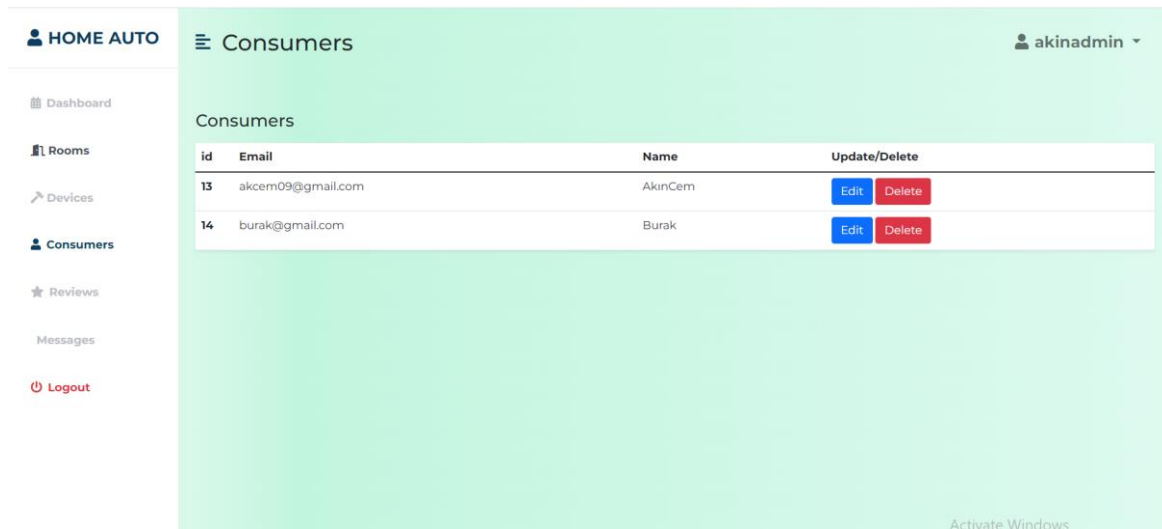 HOME AUTO
Consumers
akinadmin
Dashboard
Rooms
Devices
Consumers
Reviews
Messages
Logout
Consumers
id Email Name Update/Delete
13 akcem09@gmail.com AkınCem Edit Delete
14 burak@gmail.com Burak Edit Delete
Activate Windows